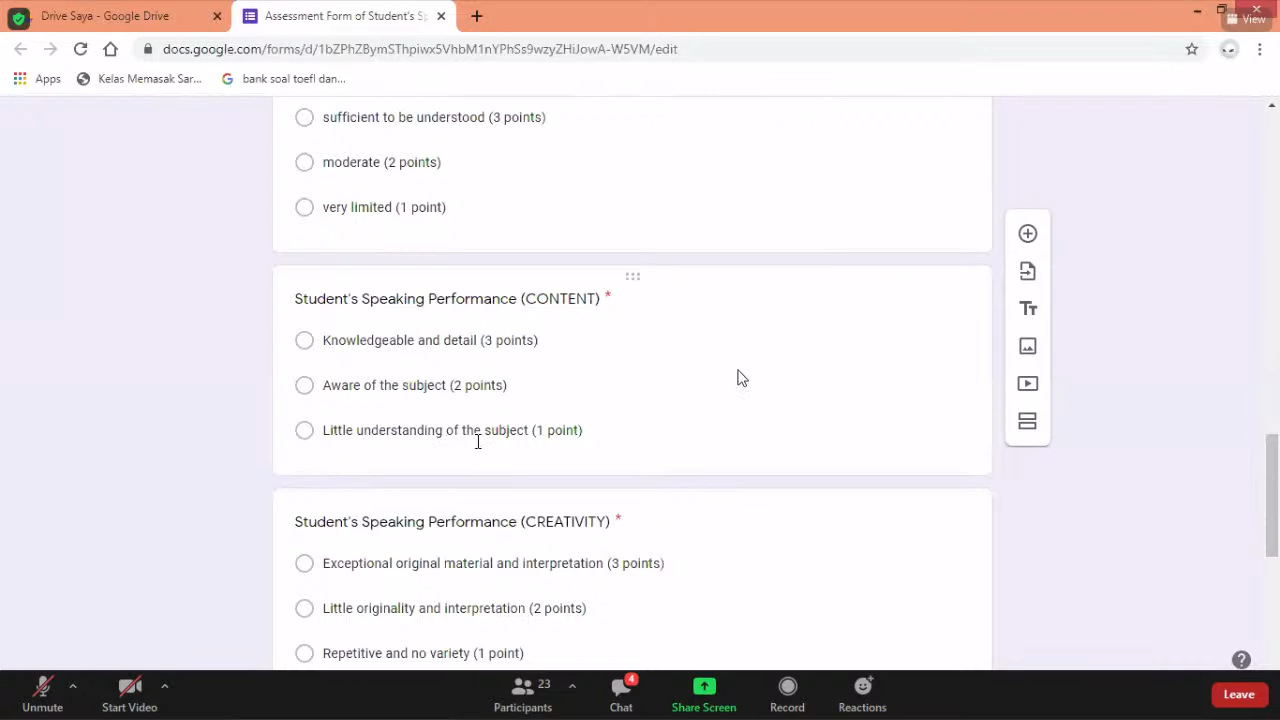 Drive Saya - Google Drive
Assessment Form of Student's Sp
View
docs.google.com/forms/d/1bZPhZBymSThpiwx5VhbM1nYPhSs9wzyZHiJowA-W5VM/edit
Apps
Kelas Memasak Sar...
bank soal toefl dan...
sufficient to be understood (3 points)
moderate (2 points)
very limited (1 point)
Student's Speaking Performance (CONTENT) *
Knowledgeable and detail (3 points)
Aware of the subject (2 points)
Little understanding of the subject (1 point)
Tт
Student's Speaking Performance (CREATIVITY) *
Exceptional original material and interpretation (3 points)
Little originality and interpretation (2 points)
Repetitive and no variety (1 point)
Unmute
Start Video
23
Participants
4
Chat
Share Screen
Record
Reactions
Leave